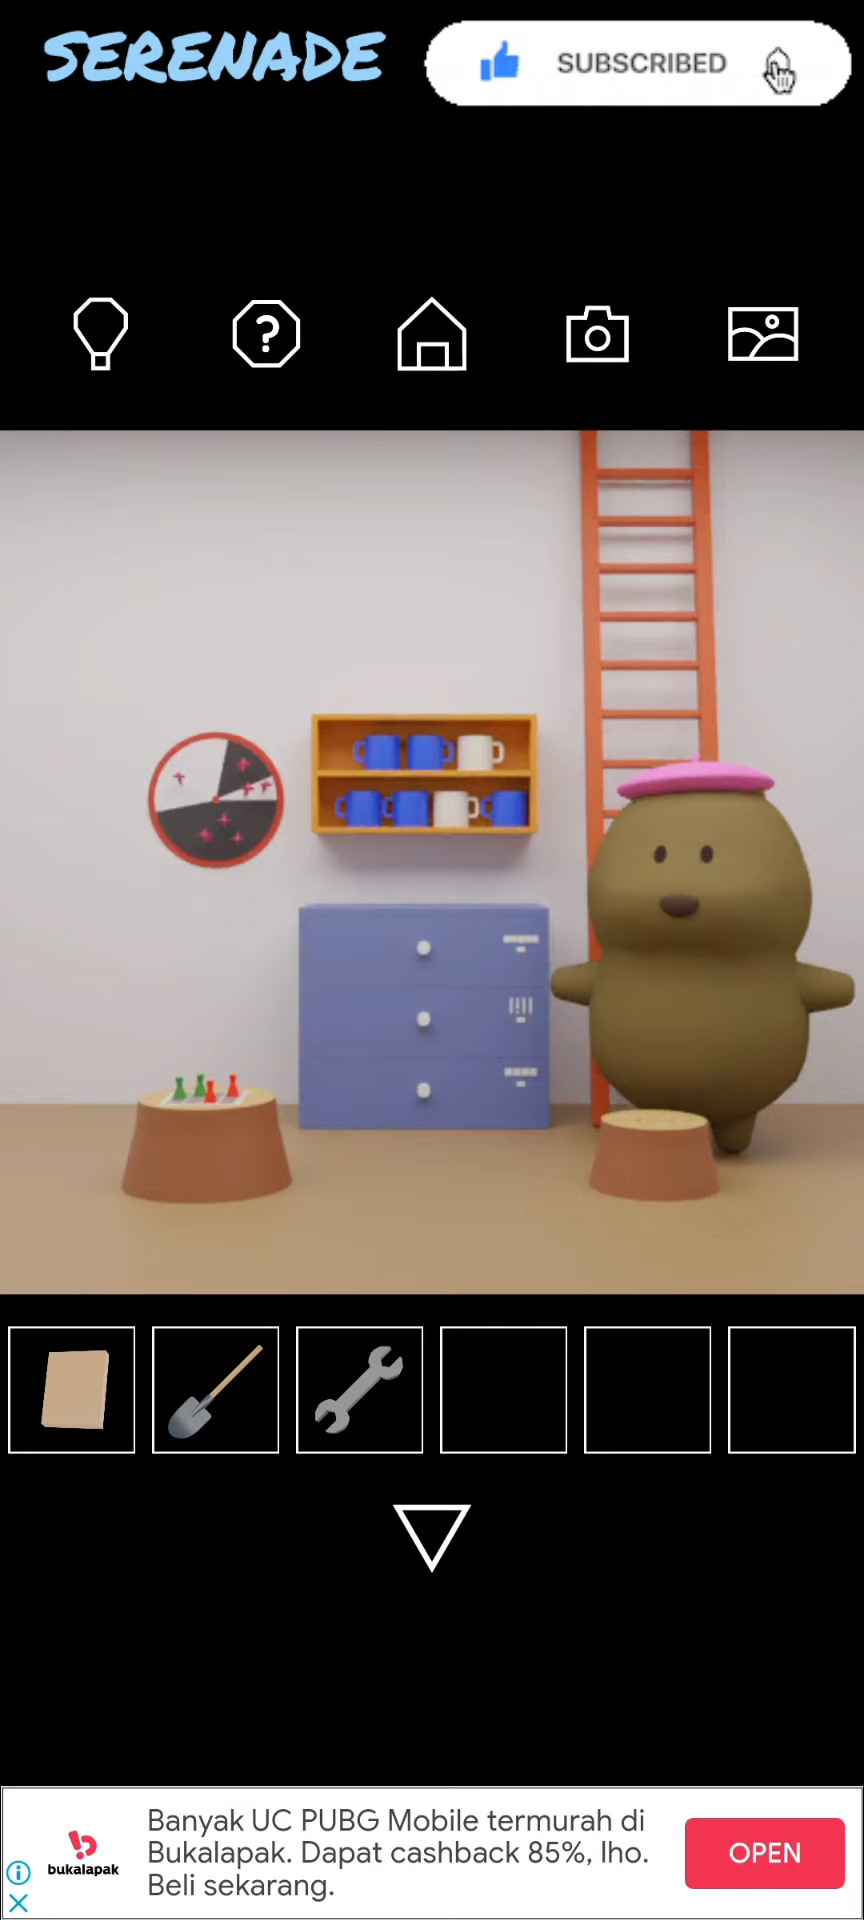 SERENADE
SUBSCRIBED
?
Banyak UC PUBG Mobile termurah di
Bukalapak. Dapat cashback 85%, lho.
Beli sekarang.
bukalapak
OPEN